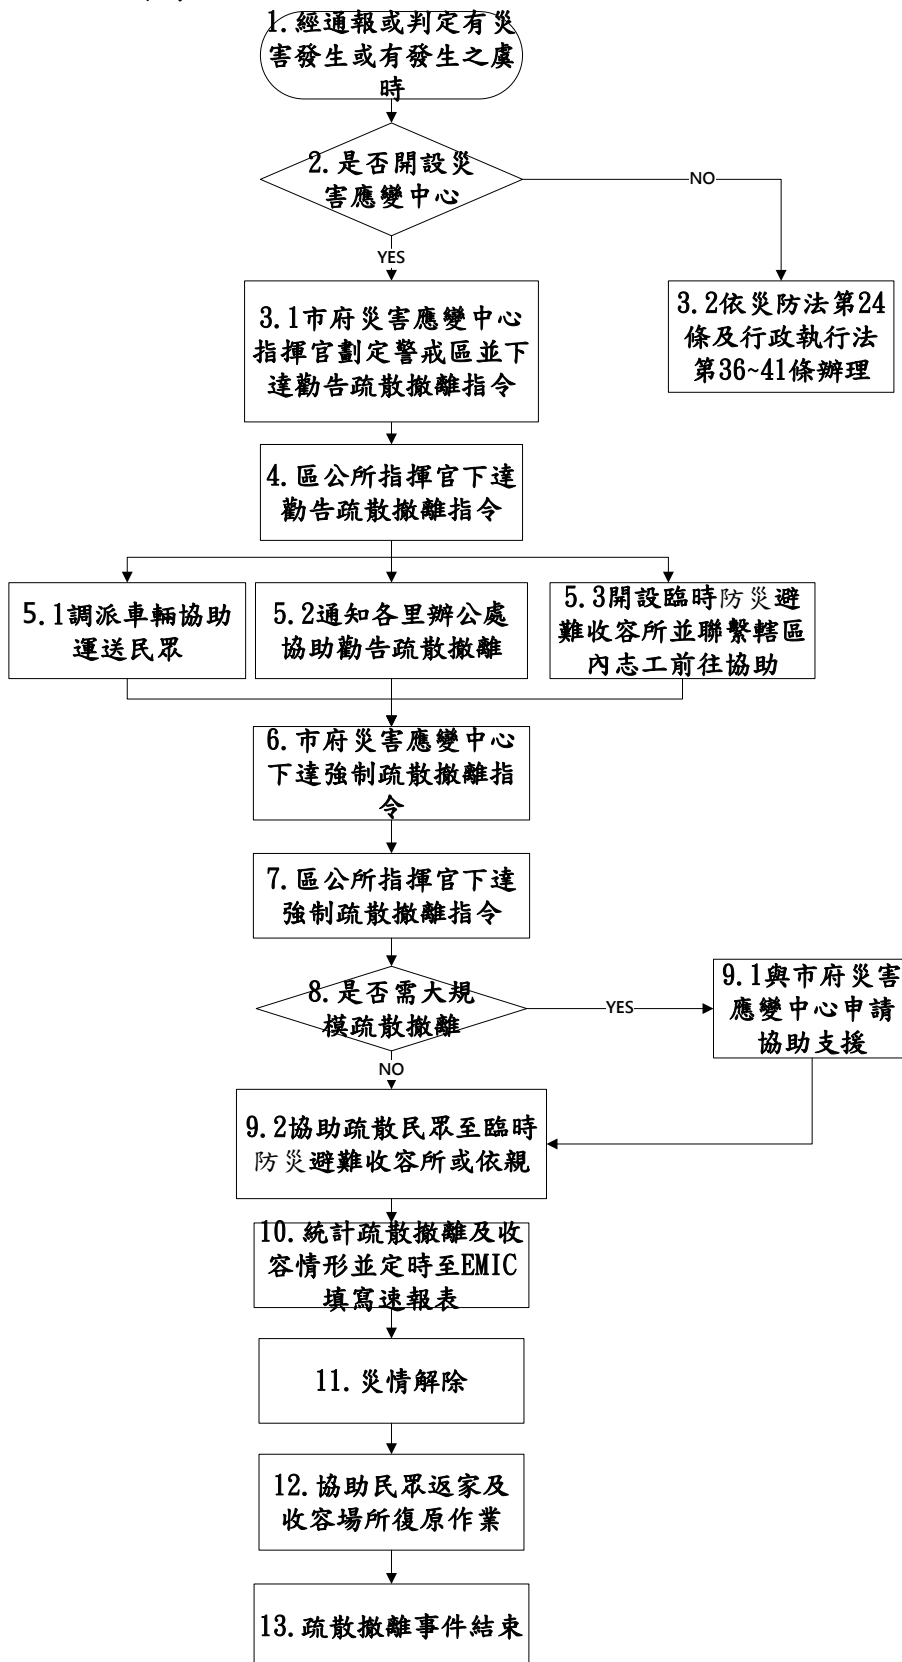 1.經通報或判定有災
害發生或有發生之虞
時
2.是否開設災
害應變中心
NO
YES
3.1市府災害應變中心
指揮官劃定警戒區並下
達勸告疏散撤離指令
3.2依災防法第24
條及行政執行法
第36~41條辦理
4.區公所指揮官下達
勸告疏散撤離指令
5.1調派車輛協助
運送民眾
5.2通知各里辦公處
協助勸告疏散撤離
5.3開設臨時防災避
難收容所並聯繫轄區
內志工前往協助
6.市府災害應變中心
下達強制疏散撤離指
令
7.區公所指揮官下達
強制疏散撤離指令
8.是否需大規
模疏散撤離
YES
9.1與市府災害
應變中心申請
協助支援
NO
9.2協助疏散民眾至臨時
防災避難收容所或依親
10.統計疏散撤離及收
容情形並定時至EMIC
填寫速報表
11.災情解除
12.協助民眾返家及
收容場所復原作業
13.疏散撤離事件結束